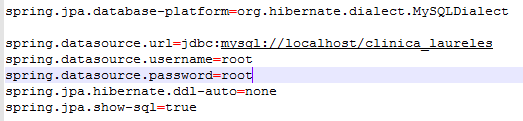 spring.jpa.database-platform=org.hibernate.dialect.MySQLDialect
spring.datasource.url=jdbc:mysql://localhost/clinica_laureles
spring.datasource.username=root
spring.datasource.password=root
spring.jpa.hibernate.ddl-auto=none
spring.jpa.show-sql=true